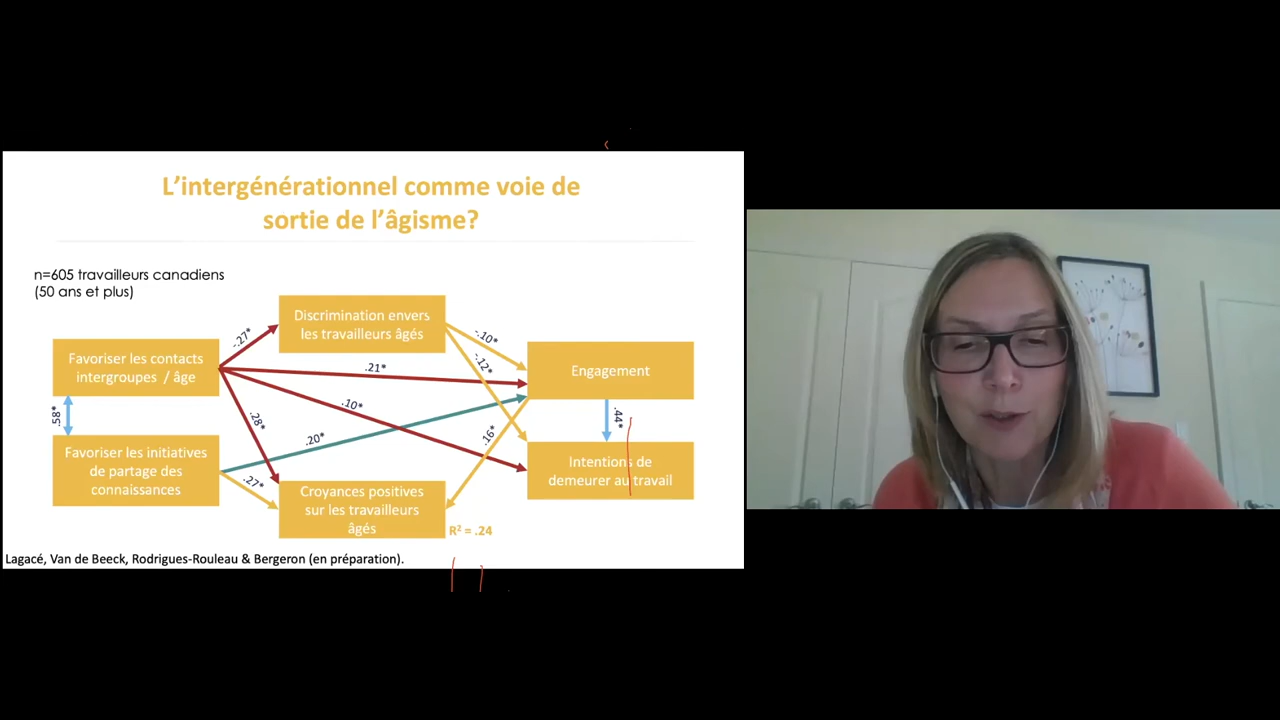 L'intergénérationnel comme voie de
sortie de l'âgisme?
n=605 travailleurs canadiens
(50 ans et plus)
Discrimination envers
les travailleurs âgés
Favoriser les contacts
intergroupes / âge
Engagement
Favoriser les initiatives
de partage des
connaissances
Intentions de
demeurer au travail
Croyances positives
sur les travailleurs
âgés
-.27*
.21*
.10*
.28*
.58*
.20*
.27*
-.10*
-.12*
.16*
.44*
R² = .24
Lagacé, Van de Beeck, Rodrigues-Rouleau & Bergeron (en préparation).